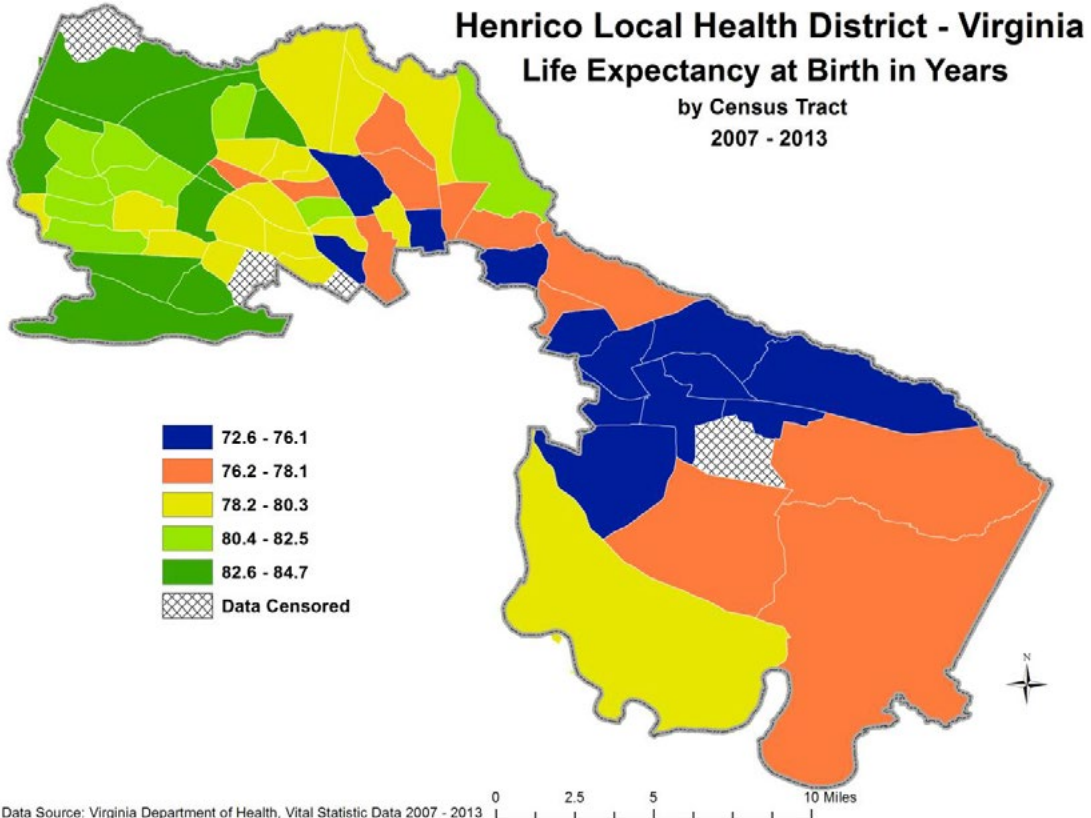 Henrico Local Health District - Virginia
Life Expectancy at Birth in Years
by Census Tract
2007 - 2013
72.6 - 76.1
76.2 - 78.1
78.2 - 80.3
80.4 - 82.5
82.6 - 84.7
Data Censored
N
Data Source: Virginia Department of Health, Vital Statistic Data 2007 - 2013
0 2.5 5 10 Miles